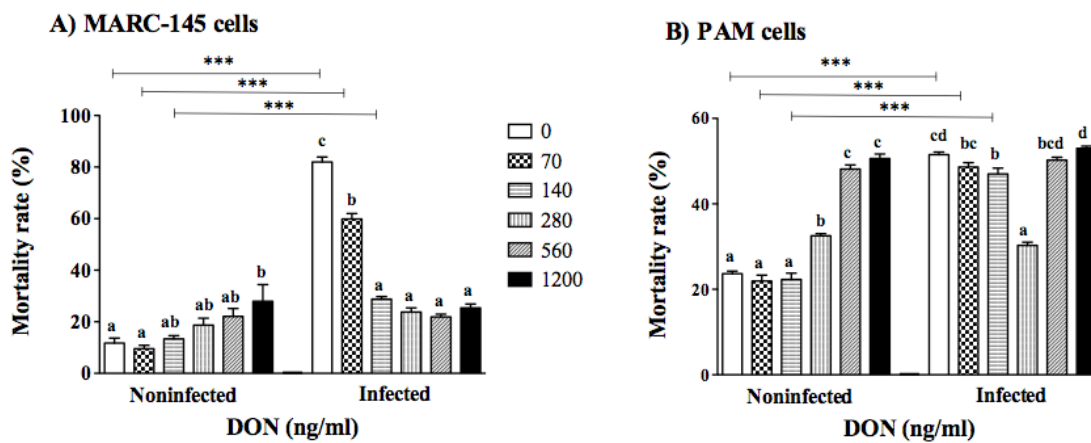 A) MARC-145 cells
***
***
***
c
b
a
a
ab
ab
ab
b
a
a
a
a
100
80
60
40
20
0
Mortality rate (%)
Noninfected
Infected
DON (ng/ml)
0
70
140
280
560
1200
B) PAM cells
***
***
***
a
a
a
b
c
c
cd
bc
b
a
bcd
d
60
40
20
0
Mortality rate (%)
Noninfected
Infected
DON (ng/ml)